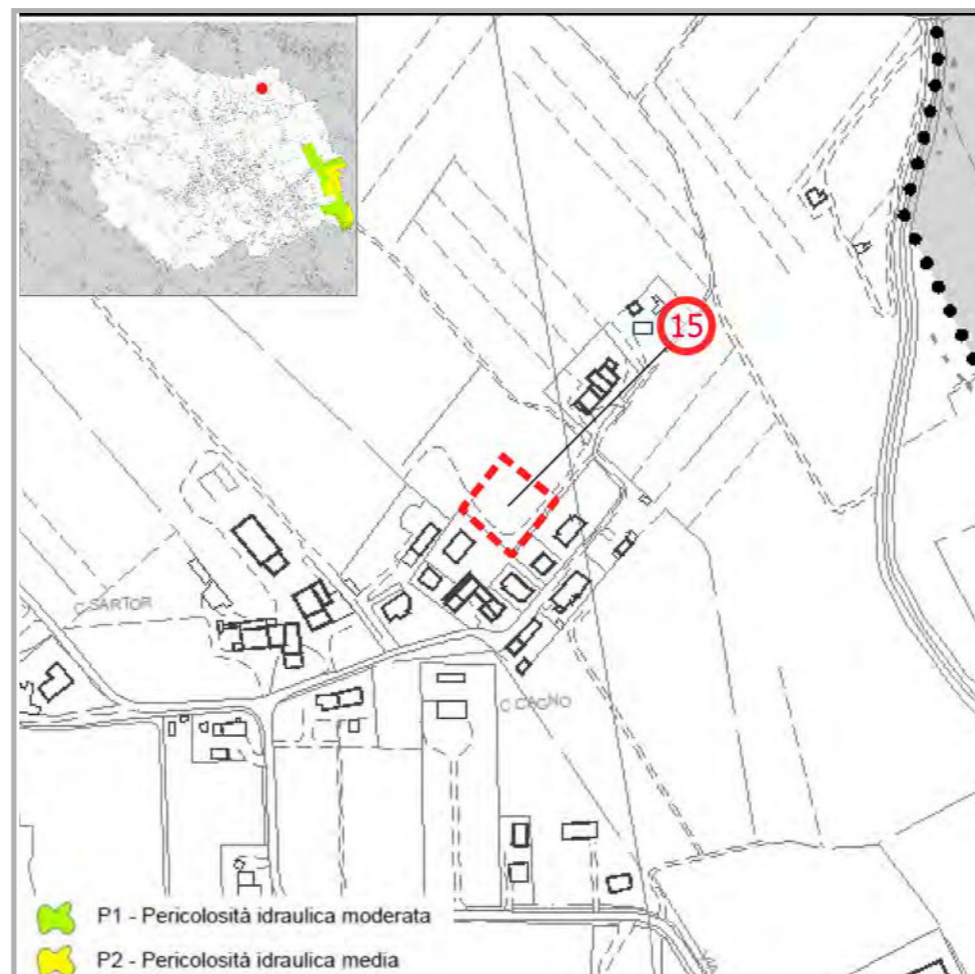 15
C. SARTOR
C. CAGNO
P1 - Pericolosità idraulica moderata
P2 - Pericolosità idraulica media